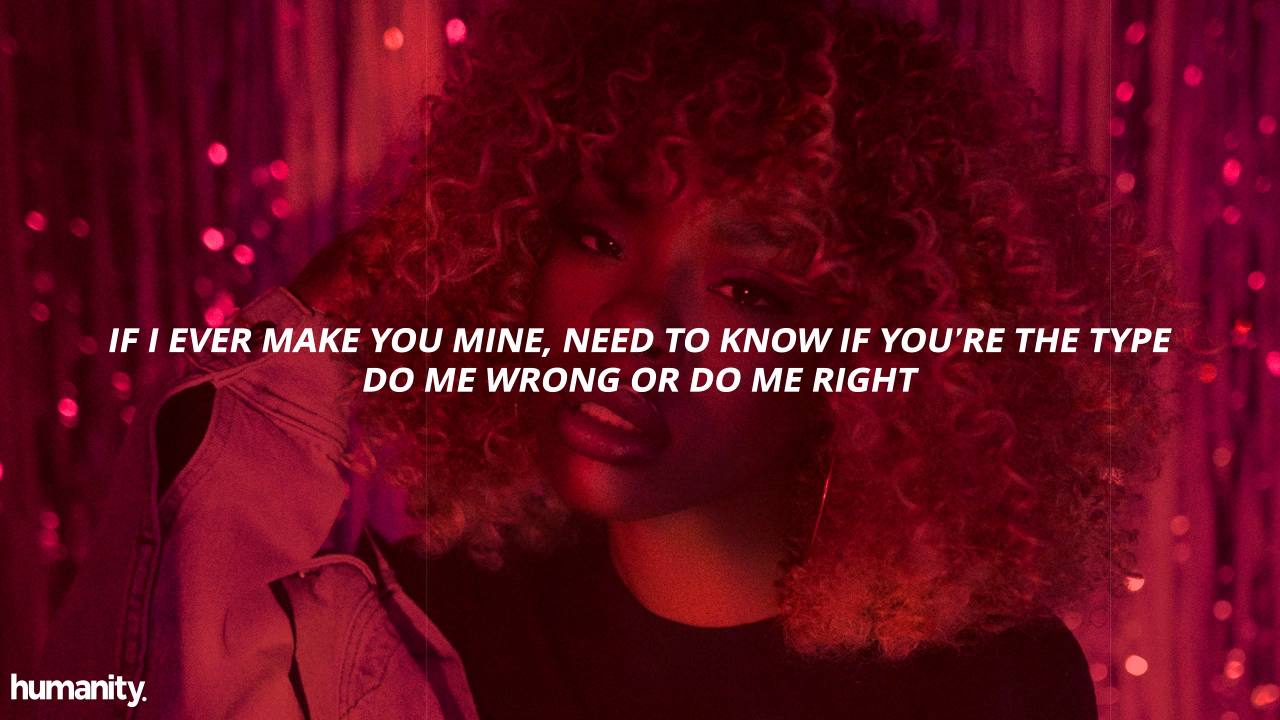 IF I EVER MAKE YOU MINE, NEED TO KNOW IF YOU'RE THE TYPE
DO ME WRONG OR DO ME RIGHT
humanity.